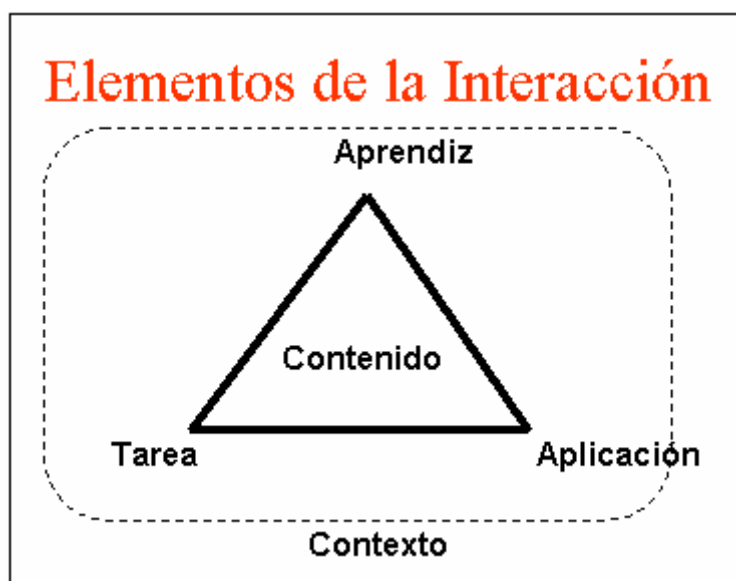 Elementos de la Interacción
Aprendiz
Contenido
Tarea
Aplicación
Contexto